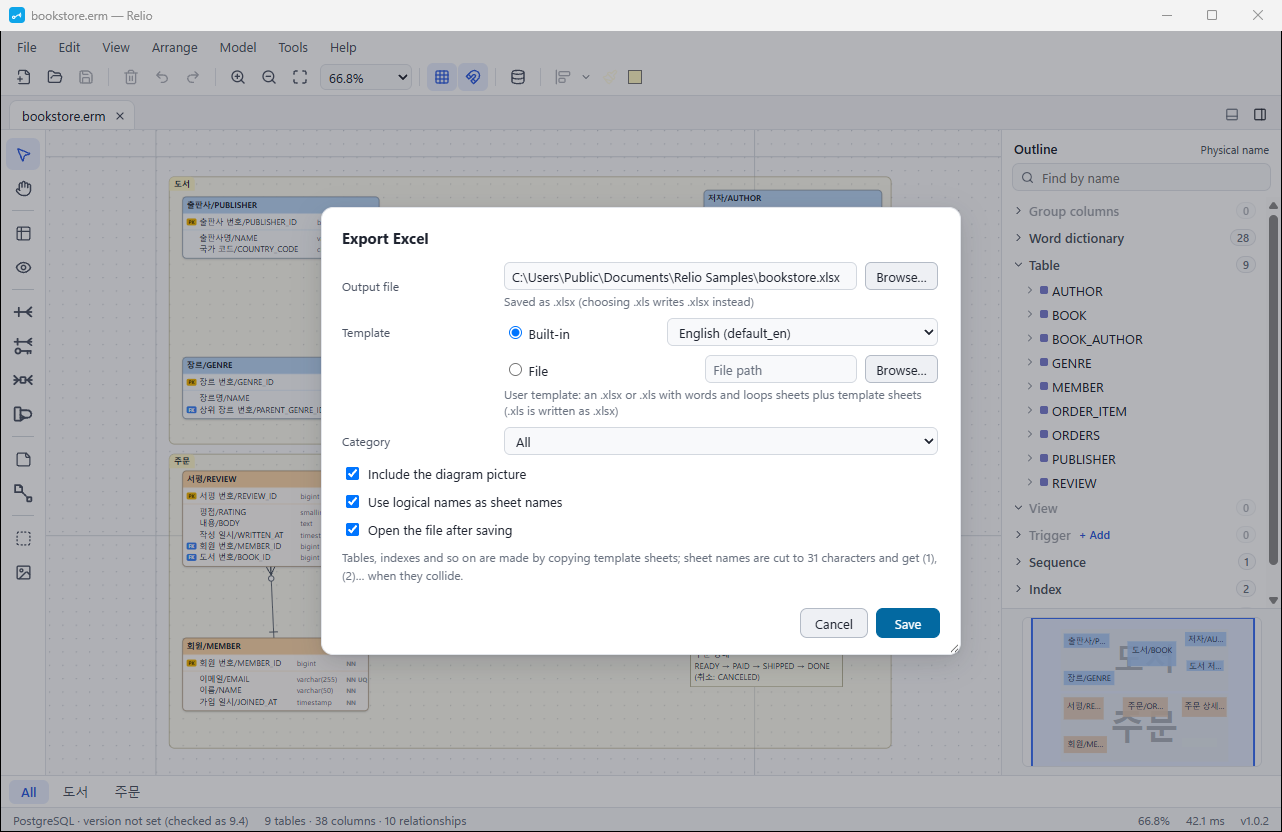 bookstore.erm — Relio
File Edit View Arrange Model Tools Help
66.8%
bookstore.erm
Outline
Physical name
Find by name
Group columns 0
Word dictionary 28
Table 9
AUTHOR
BOOK
BOOK_AUTHOR
GENRE
MEMBER
ORDER_ITEM
ORDERS
PUBLISHER
REVIEW
View 0
Trigger + Add 0
Sequence 1
Index 2
도서
출판사/PUBLISHER
PK 출판사 번호/PUBLISHER_ID
출판사명/NAME
국가 코드/COUNTRY_CODE
저자/AUTHOR
장르/GENRE
PK 장르 번호/GENRE_ID
장르명/NAME
FK 상위 장르 번호/PARENT_GENRE_ID
주문
서평/REVIEW
PK 서평 번호/REVIEW_ID bigint
평점/RATING
내용/BODY text
작성 일시/WRITTEN_AT
FK 회원 번호/MEMBER_ID bigint
FK 도서 번호/BOOK_ID bigint
회원/MEMBER
PK 회원 번호/MEMBER_ID bigint NN
이메일/EMAIL varchar(255) NN UQ
이름/NAME varchar(50) NN
가입 일시/JOINED_AT timestamp NN
READY → PAID → SHIPPED → DONE
(취소: CANCELED)
Export Excel
Output file
C:\Users\Public\Documents\Relio Samples\bookstore.xlsx
Browse...
Saved as .xlsx (choosing .xls writes .xlsx instead)
Template
Built-in
English (default_en)
File
File path
Browse...
User template: an .xlsx or .xls with words and loops sheets plus template sheets
(.xls is written as .xlsx)
Category
All
Include the diagram picture
Use logical names as sheet names
Open the file after saving
Tables, indexes and so on are made by copying template sheets; sheet names are cut to 31 characters and get (1),
(2)... when they collide.
Cancel
Save
출판사/P...
저자/AU...
도서/BOOK
도서 저...
장르/GENRE
서평/RE...
주문/OR...
주문 상세...
주문
회원/ME...
All 도서 주문
PostgreSQL · version not set (checked as 9.4) 9 tables · 38 columns · 10 relationships
66.8% 42.1 ms v1.0.2